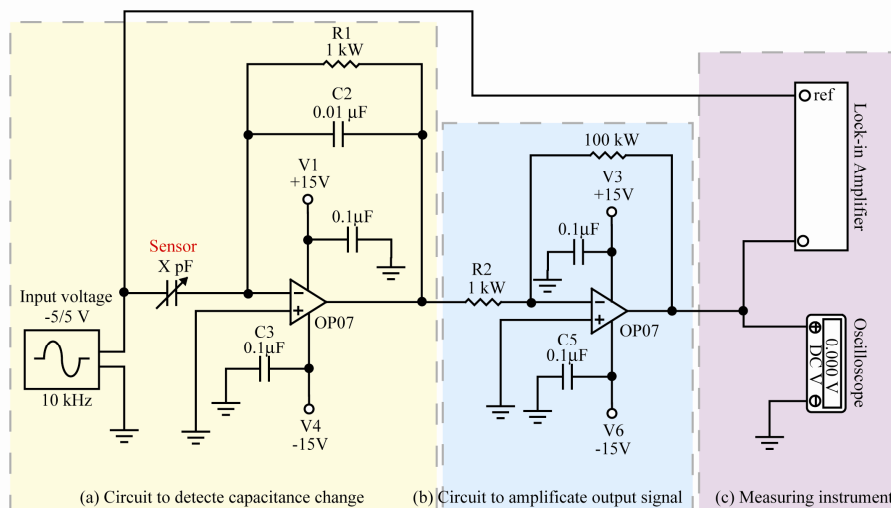 R1
1 kW
C2
0.01 µF
V1
+15V
0.1µF
Sensor
X pF
Input voltage
-5/5 V
10 kHz
OP07
C3
0.1µF
V4
-15V
(a) Circuit to detecte capacitance change
100 kW
V3
+15V
0.1µF
R2
1 kW
OP07
C5
0.1µF
V6
-15V
(b) Circuit to amplificate output signal
ref
Lock-in Amplifier
0.000 V
DC V
Oscilloscope
(c) Measuring instrument